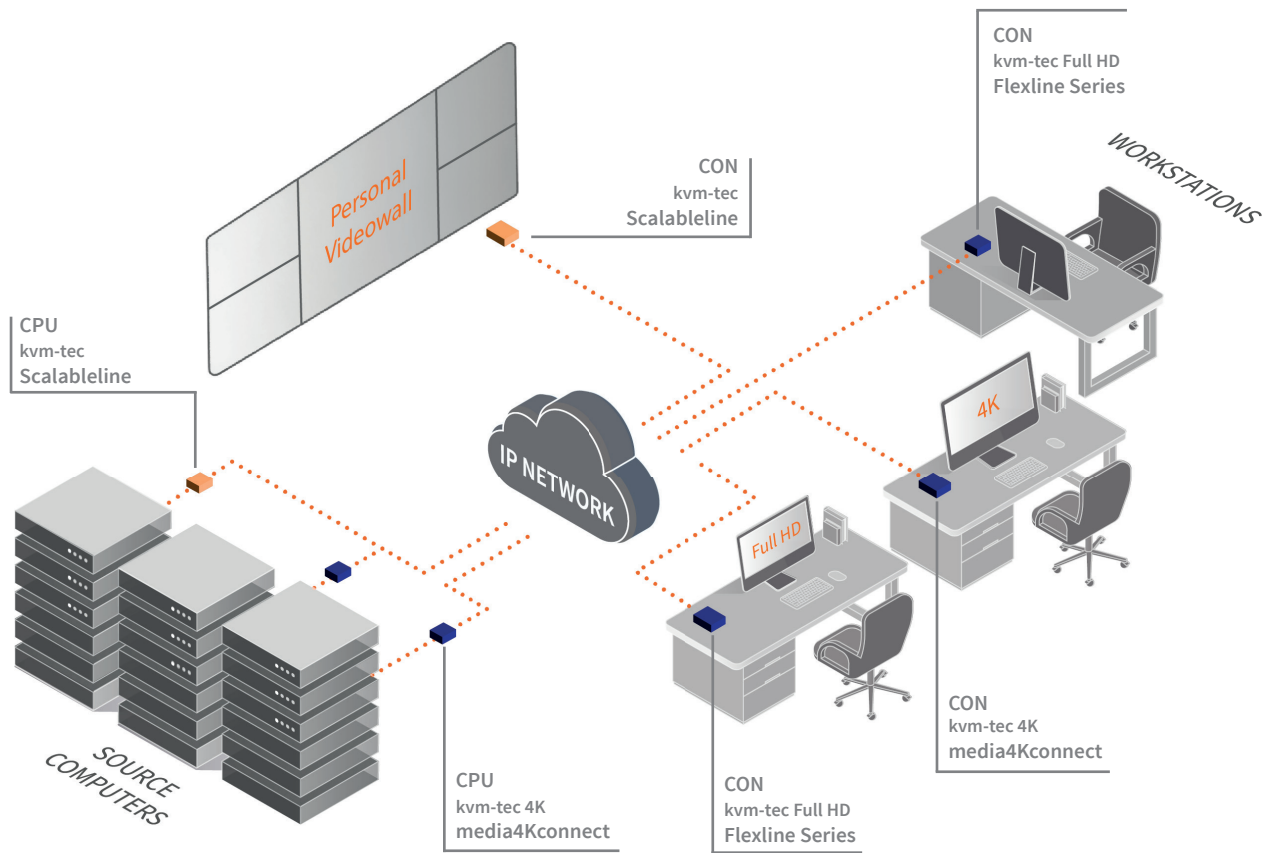 CON
kvm-tec Full HD
Flexline Series
WORKSTATIONS
Personal
Videowall
CON
kvm-tec
Scalableline
CPU
kvm-tec
Scalableline
4K
IP NETWORK
Full HD
SOURCE
COMPUTERS
CPU
kvm-tec 4K
media4Kconnect
CON
kvm-tec Full HD
Flexline Series
CON
kvm-tec 4K
media4Kconnect